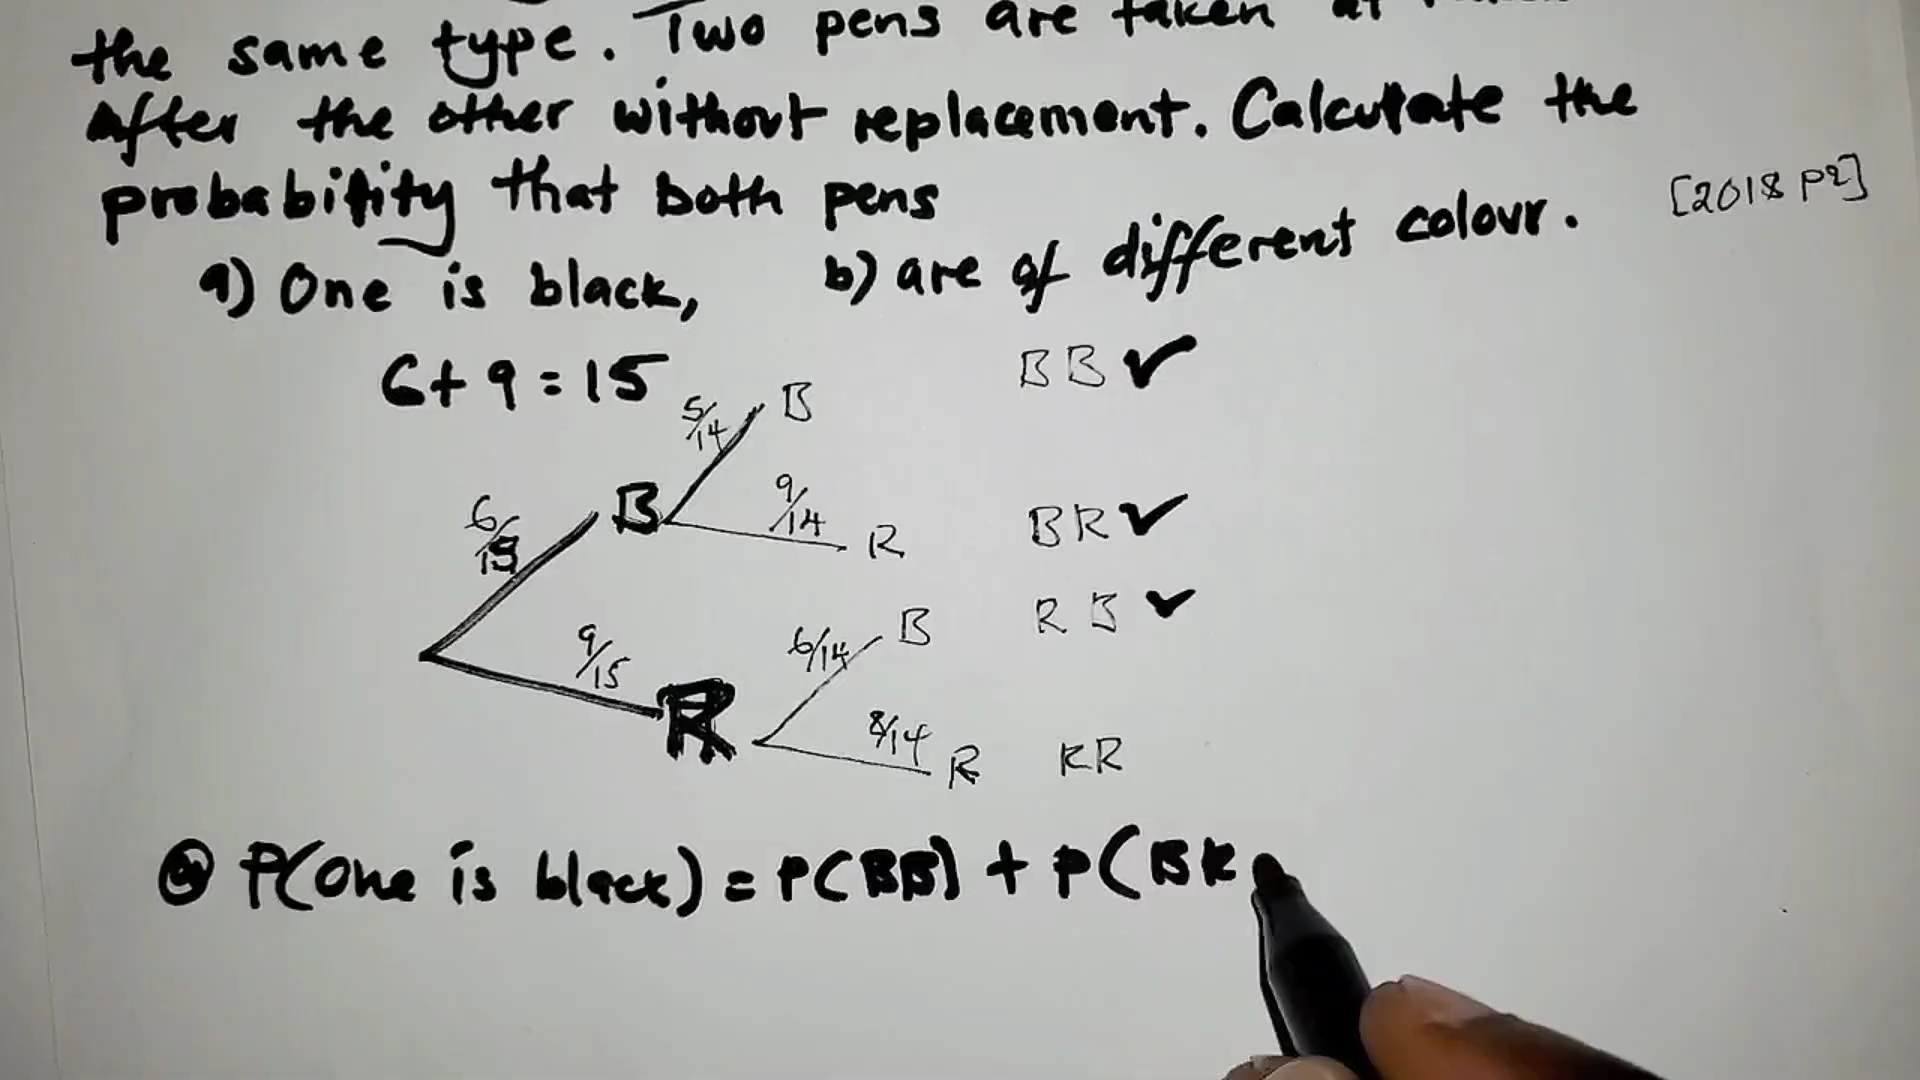 the same type. Two pens are taken at
after the other without replacement. Calculate the
probability that both pens
[2018 P2]
a) One is black, b) are of different colour.
6+9=15
5/14 B
BB✓
6/15 B
9/14 R
BR✓
9/15 R
6/14 B
RB✓
8/14 R
RR
ⓐ P(One is black) = P(BB) + P(BR